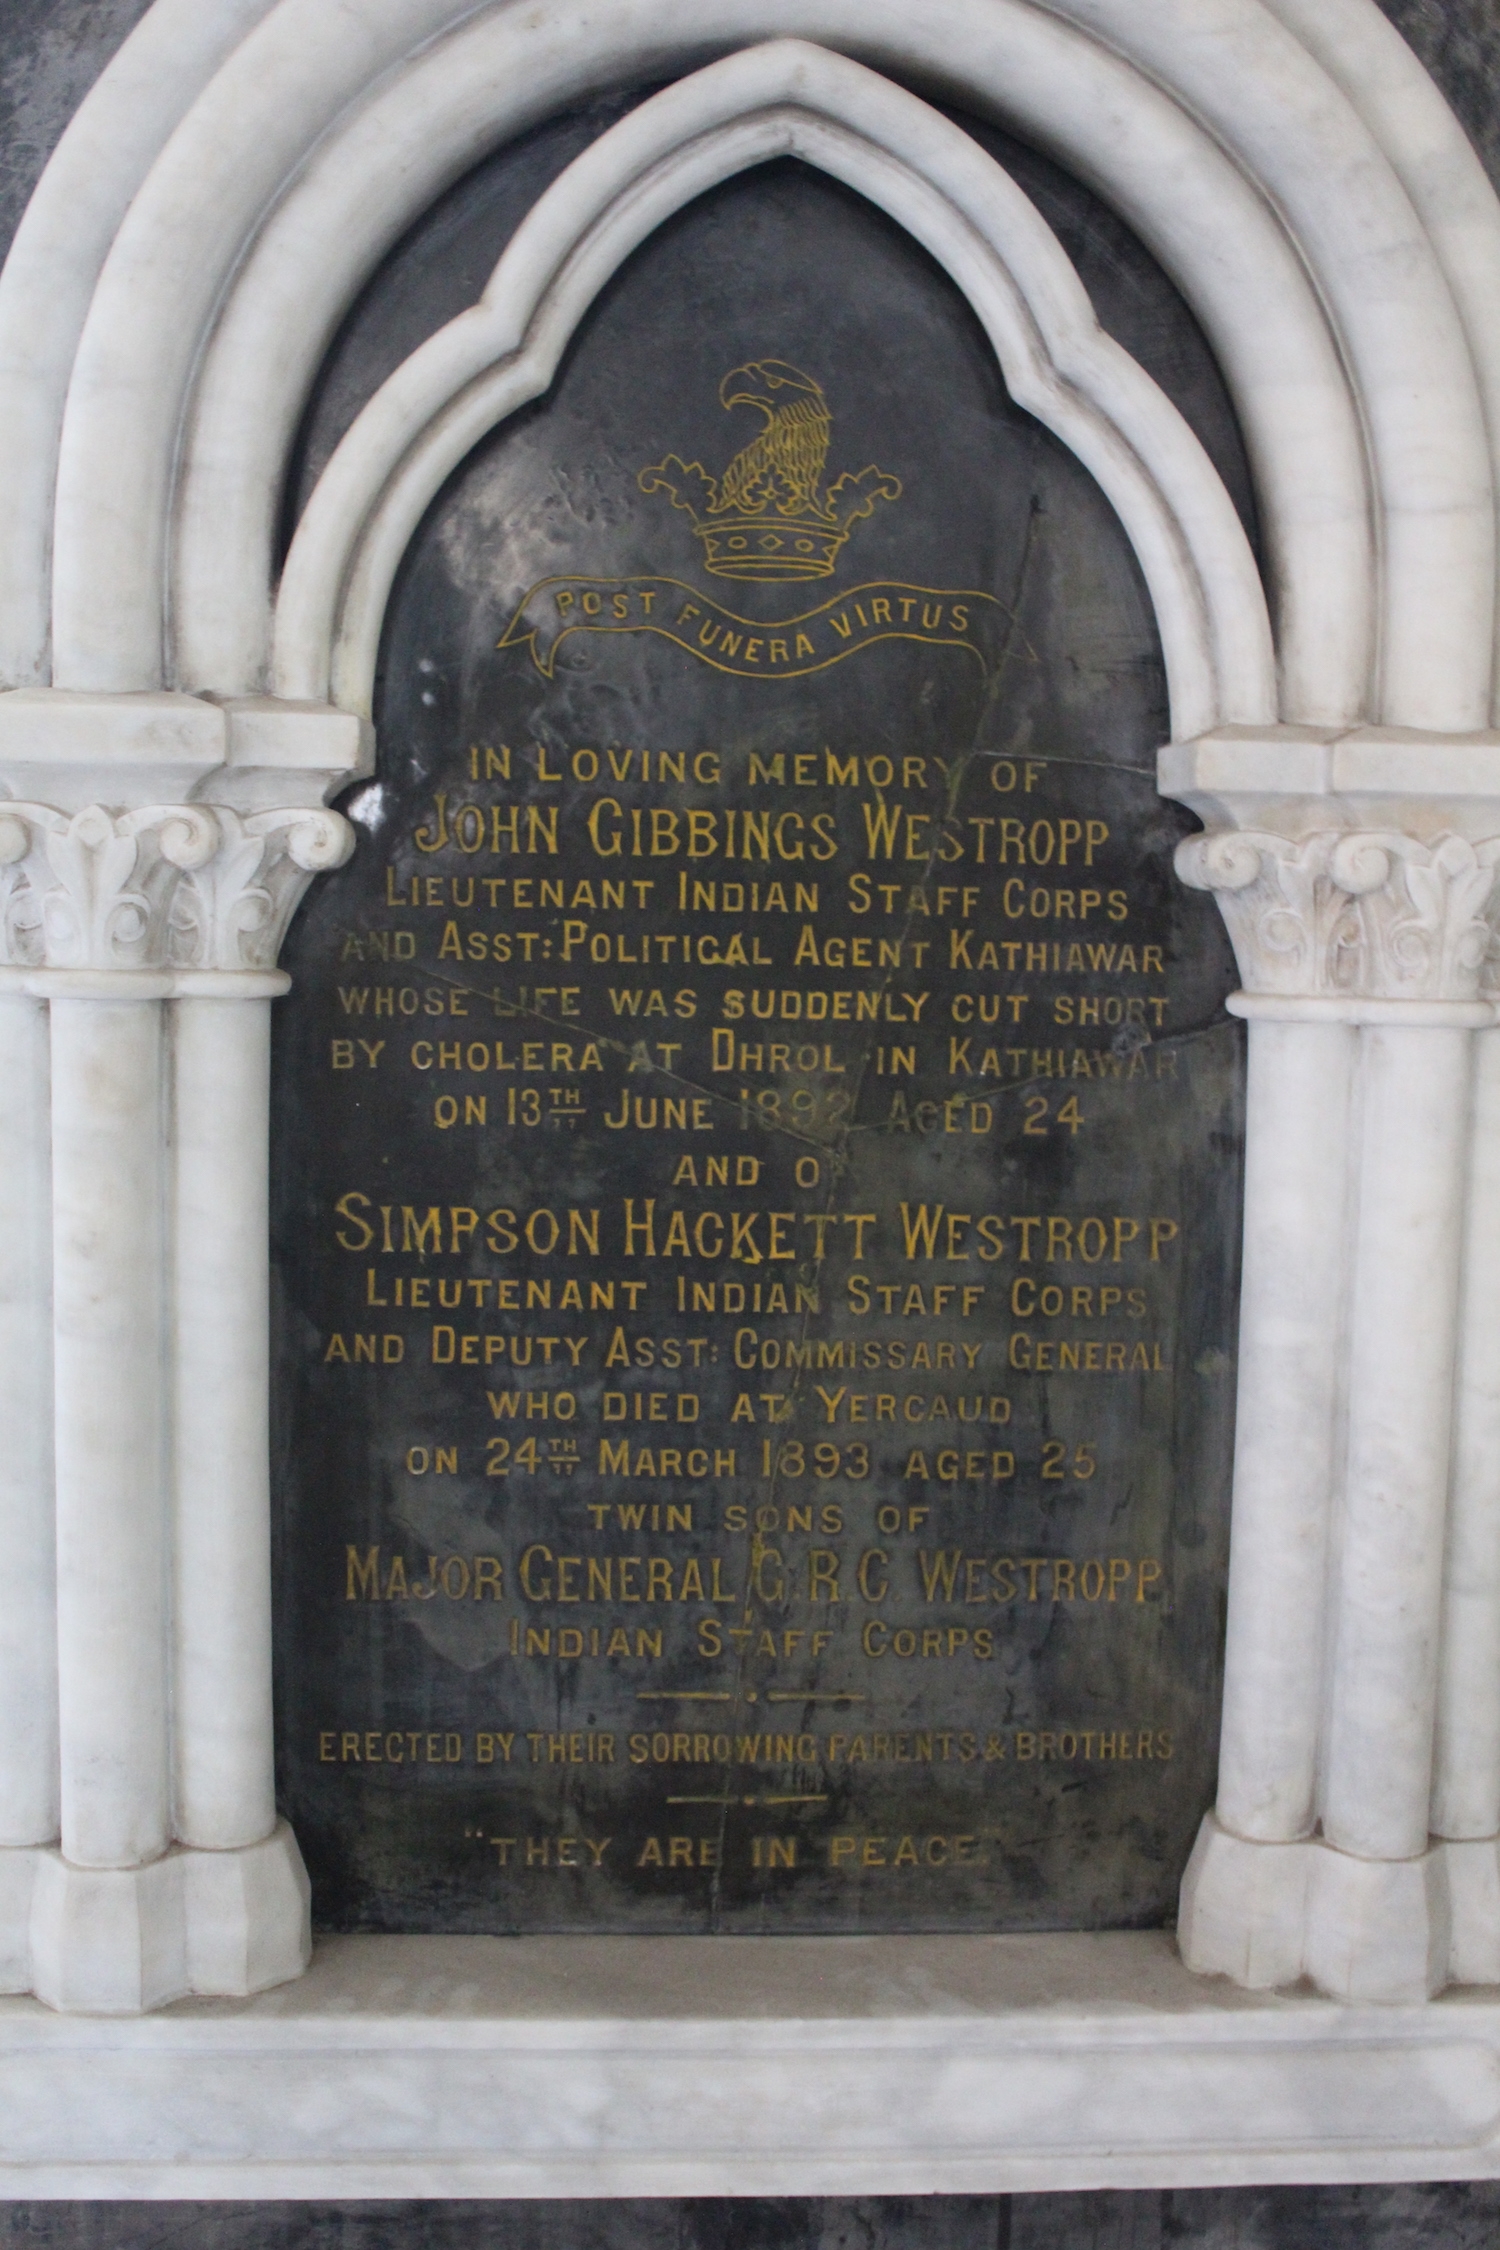 POST FUNERA VIRTUS
IN LOVING MEMORY OF
JOHN GIBBINGS WESTROPP
LIEUTENANT INDIAN STAFF CORPS
AND ASST: POLITICAL AGENT KATHIAWAR
WHOSE LIFE WAS SUDDENLY CUT SHORT
BY CHOLERA AT DHROL IN KATHIAWAR
ON 13TH JUNE 1892 AGED 24
AND O
SIMPSON HACKETT WESTROPP
LIEUTENANT INDIAN STAFF CORPS
AND DEPUTY ASST: COMMISSARY GENERAL
WHO DIED AT YERCAUD
ON 24TH MARCH 1893 AGED 25
TWIN SONS OF
MAJOR GENERAL G.R.C. WESTROPP
INDIAN STAFF CORPS
ERECTED BY THEIR SORROWING PARENTS & BROTHERS
"THEY ARE IN PEACE."